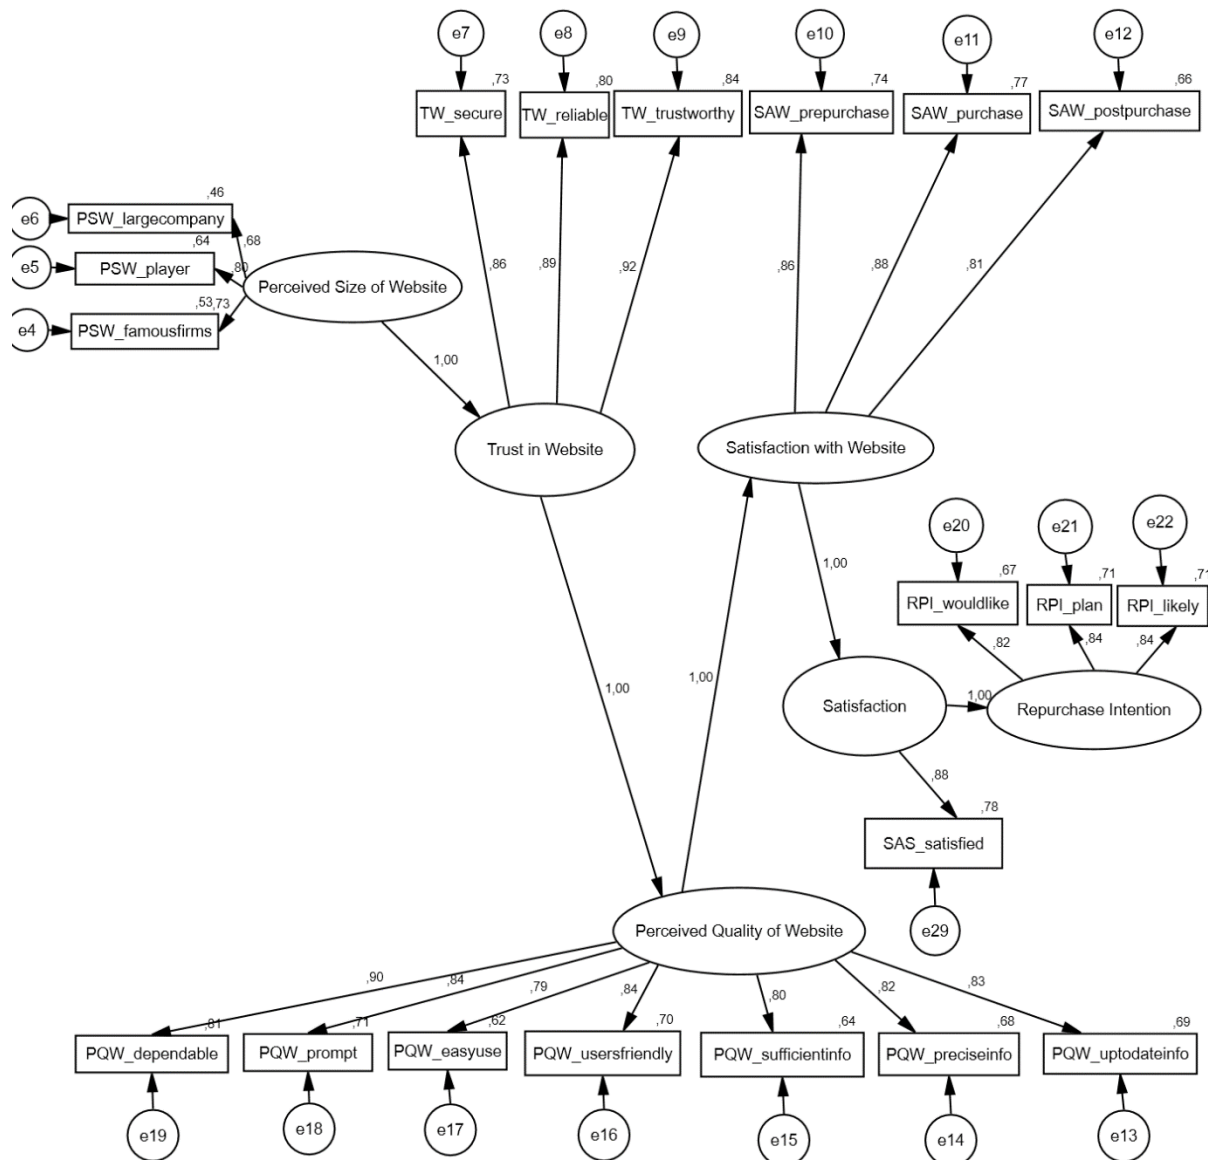 e7
e8
e9
e10
e11
e12
,73
,80
,84
,74
,77
,66
TW_secure
TW_reliable
TW_trustworthy
SAW_prepurchase
SAW_purchase
SAW_postpurchase
e6
PSW_largecompany
,46
,68
e5
PSW_player
,64
,80
e4
PSW_famousfirms
,53
,73
Perceived Size of Website
,86
,89
,92
,86
,88
,81
1,00
Trust in Website
Satisfaction with Website
e20
e21
e22
,67
,71
,71
RPI_wouldlike
RPI_plan
RPI_likely
,82
,84
,84
1,00
1,00
1,00
Satisfaction
1,00
Repurchase Intention
,88
,78
SAS_satisfied
e29
Perceived Quality of Website
,90
,84
,79
,84
,80
,82
,83
,81
,71
,62
,70
,64
,68
,69
PQW_dependable
PQW_prompt
PQW_easyuse
PQW_usersfriendly
PQW_sufficientinfo
PQW_preciseinfo
PQW_uptodateinfo
e19
e18
e17
e16
e15
e14
e13